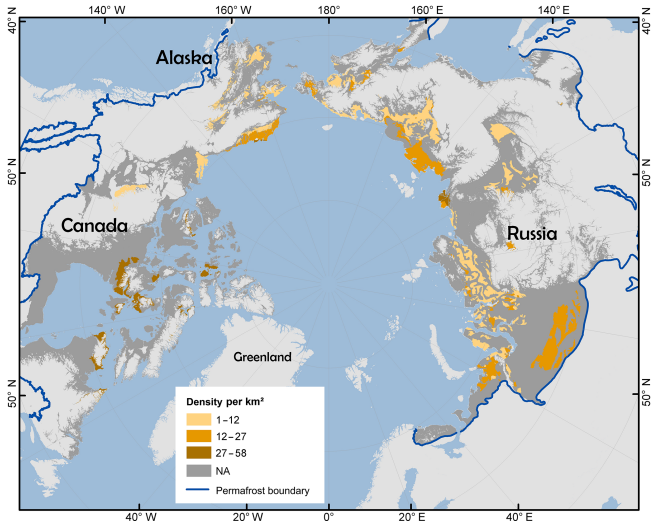 140° W
160° W
180°
160° E
140° E
40° N
40° N
Alaska
50° N
50° N
Canada
Russia
Greenland
50° N
50° N
Density per km²
1–12
12–27
27–58
NA
Permafrost boundary
40° W
20° W
0°
20° E
40° E